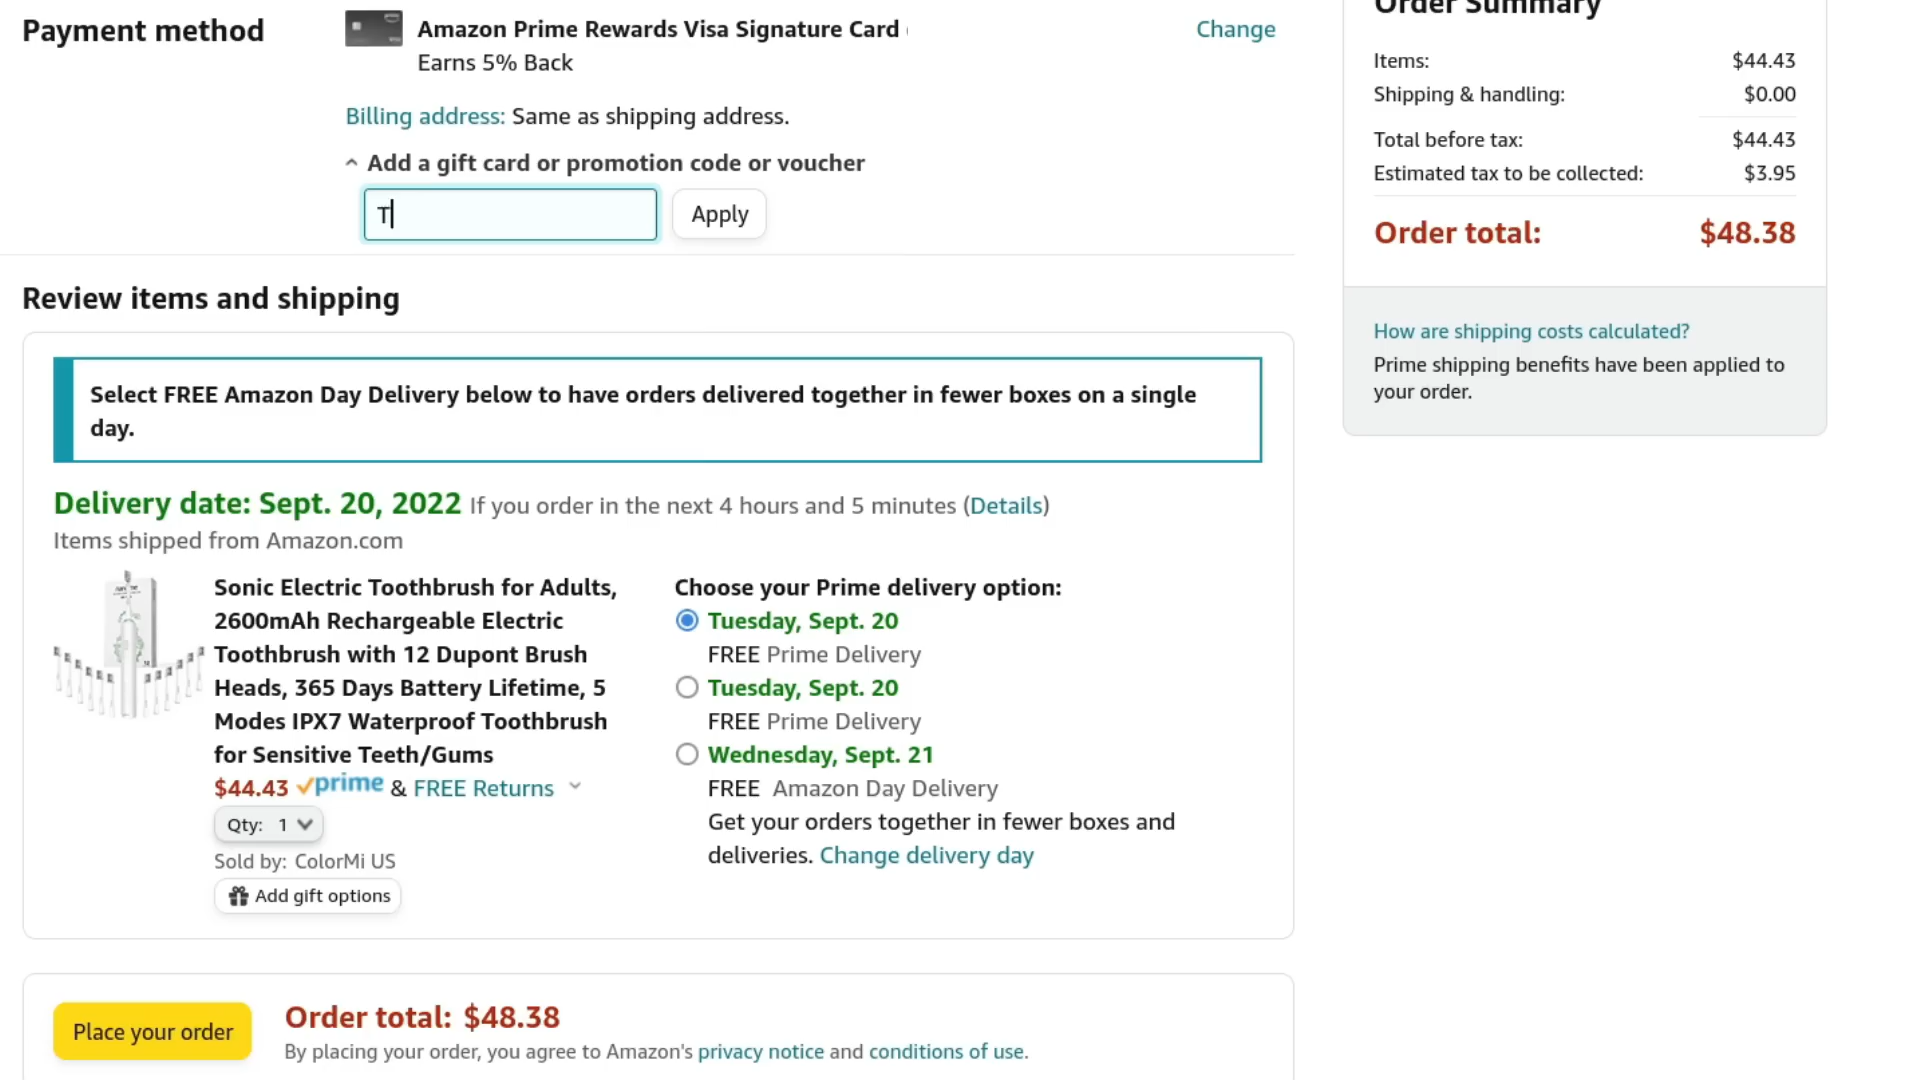 Payment method
Amazon Prime Rewards Visa Signature Card
Change
Earns 5% Back
Billing address: Same as shipping address.
Add a gift card or promotion code or voucher
T
Apply
Order Summary
Items: $44.43
Shipping & handling: $0.00
Total before tax: $44.43
Estimated tax to be collected: $3.95
Order total: $48.38
How are shipping costs calculated?
Prime shipping benefits have been applied to
your order.
Review items and shipping
Select FREE Amazon Day Delivery below to have orders delivered together in fewer boxes on a single
day.
Delivery date: Sept. 20, 2022 If you order in the next 4 hours and 5 minutes (Details)
Items shipped from Amazon.com
Sonic Electric Toothbrush for Adults,
2600mAh Rechargeable Electric
Toothbrush with 12 Dupont Brush
Heads, 365 Days Battery Lifetime, 5
Modes IPX7 Waterproof Toothbrush
for Sensitive Teeth/Gums
$44.43 prime & FREE Returns
Qty: 1
Sold by: ColorMi US
Add gift options
Choose your Prime delivery option:
Tuesday, Sept. 20
FREE Prime Delivery
Tuesday, Sept. 20
FREE Prime Delivery
Wednesday, Sept. 21
FREE Amazon Day Delivery
Get your orders together in fewer boxes and
deliveries. Change delivery day
Place your order
Order total: $48.38
By placing your order, you agree to Amazon's privacy notice and conditions of use.